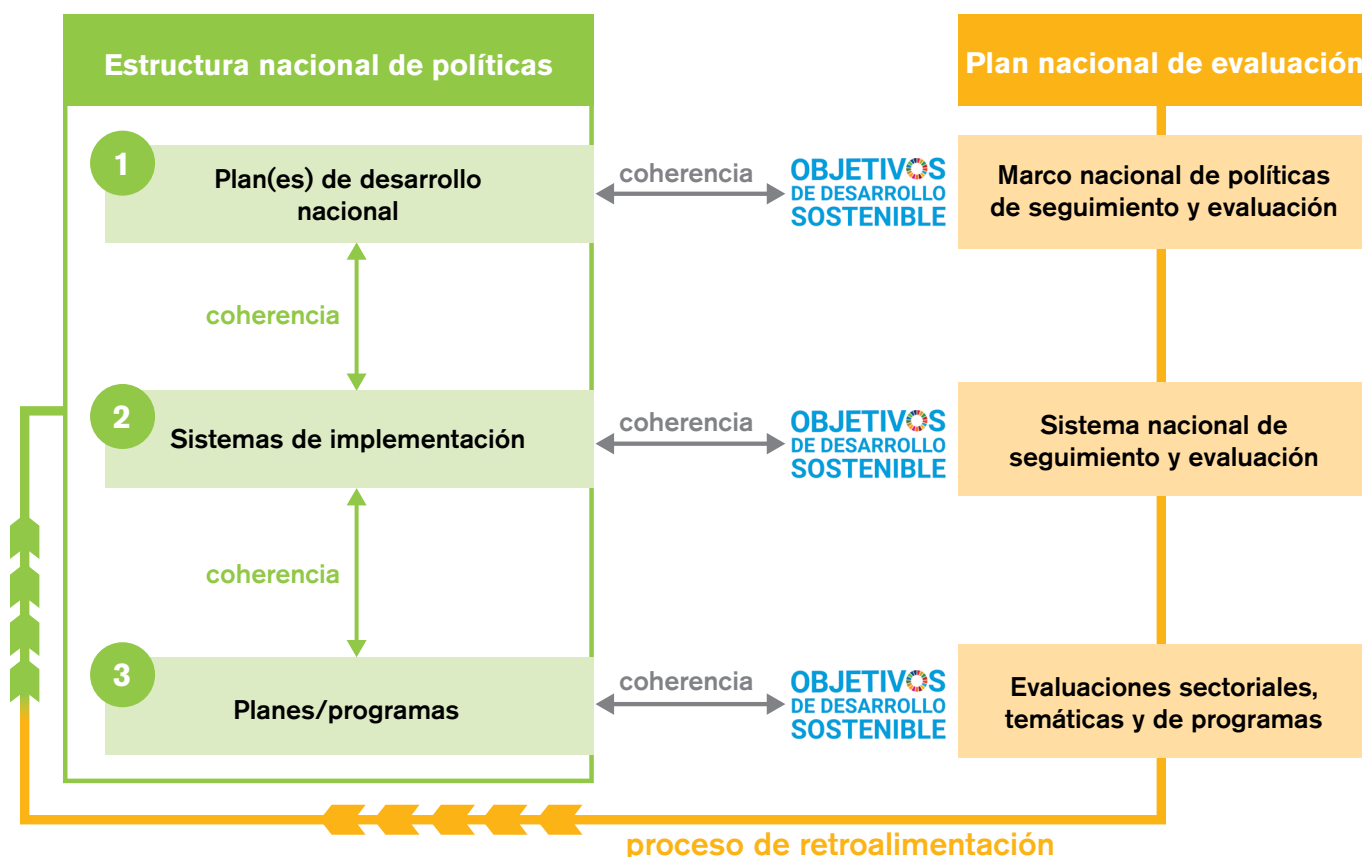 Estructura nacional de políticas
Plan nacional de evaluación
1
Plan(es) de desarrollo
nacional
coherencia
OBJETIVOS
DE DESARROLLO
SOSTENIBLE
Marco nacional de políticas
de seguimiento y evaluación
coherencia
2
Sistemas de implementación
coherencia
OBJETIVOS
DE DESARROLLO
SOSTENIBLE
Sistema nacional de
seguimiento y evaluación
coherencia
3
Planes/programas
coherencia
OBJETIVOS
DE DESARROLLO
SOSTENIBLE
Evaluaciones sectoriales,
temáticas y de programas
proceso de retroalimentación